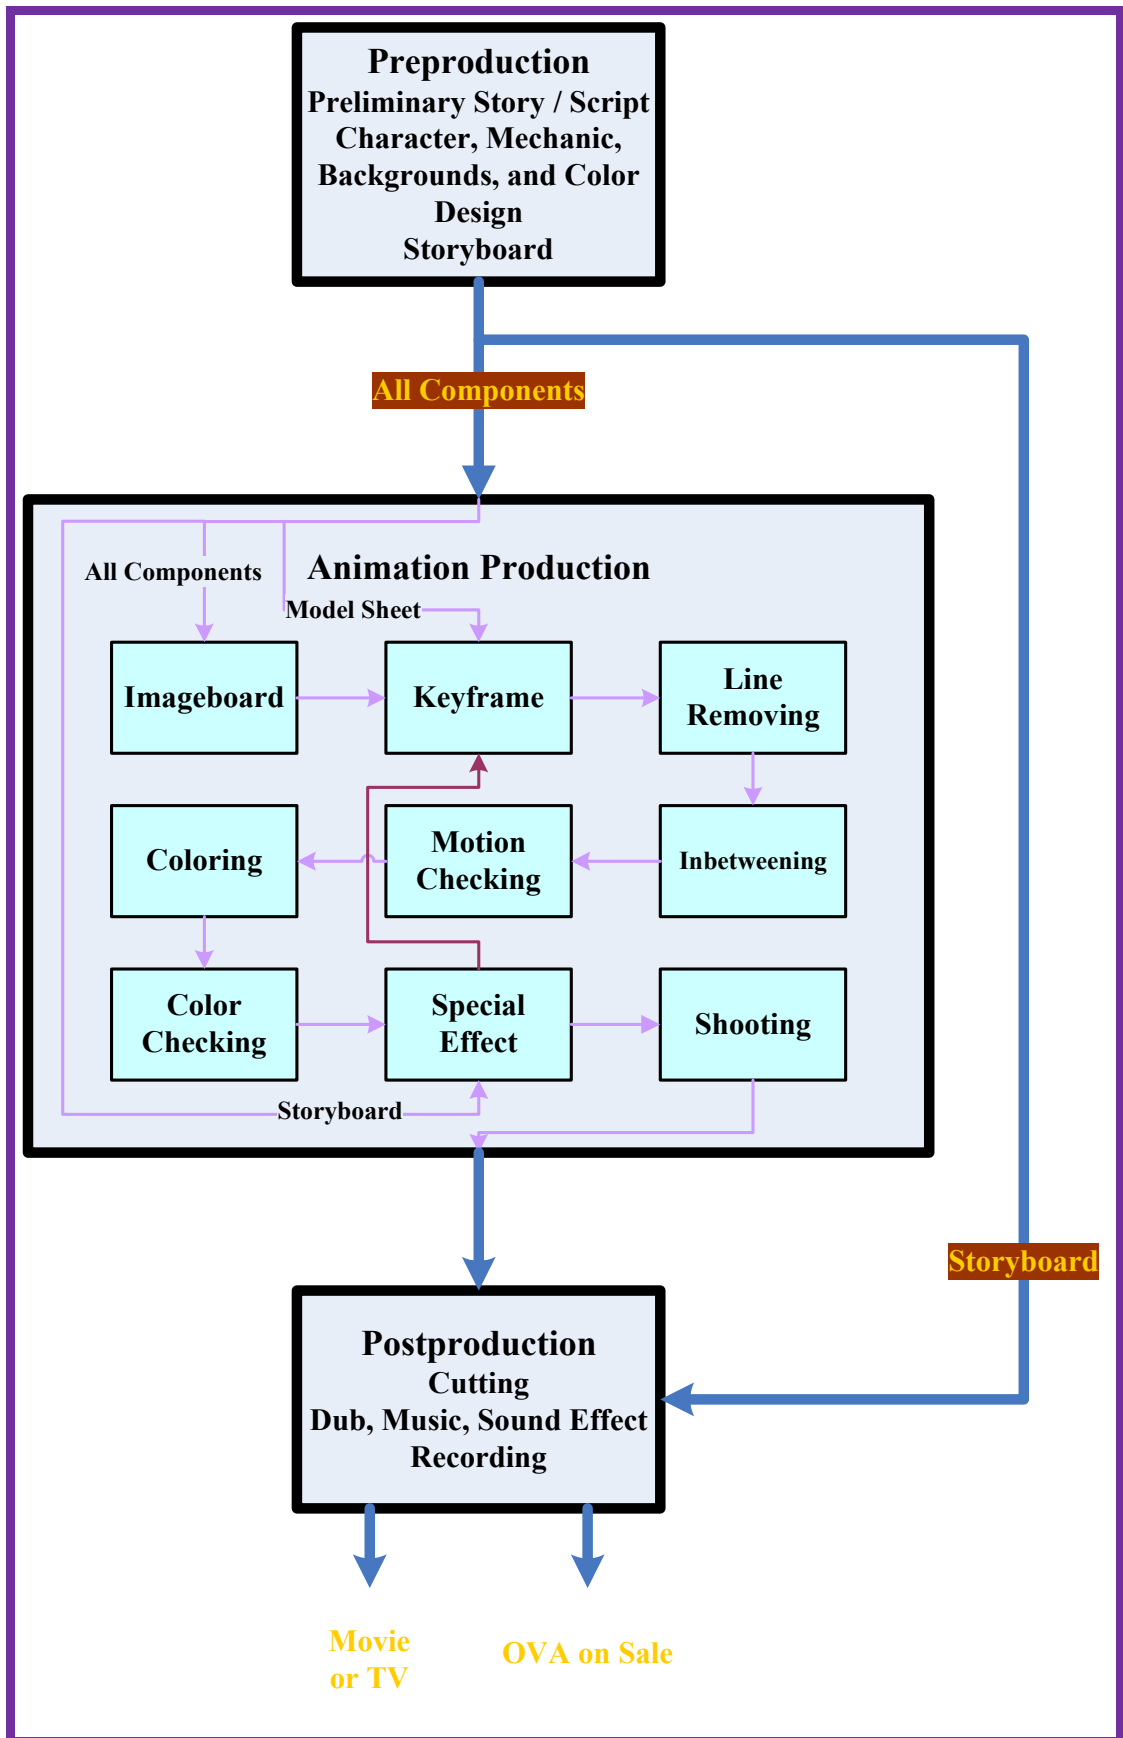 Preproduction
Preliminary Story / Script
Character, Mechanic,
Backgrounds, and Color
Design
Storyboard
All Components
Animation Production
All Components
Model Sheet
Imageboard
Keyframe
Line
Removing
Coloring
Motion
Checking
Inbetweening
Color
Checking
Special
Effect
Shooting
Storyboard
Storyboard
Postproduction
Cutting
Dub, Music, Sound Effect
Recording
Movie
or TV
OVA on Sale